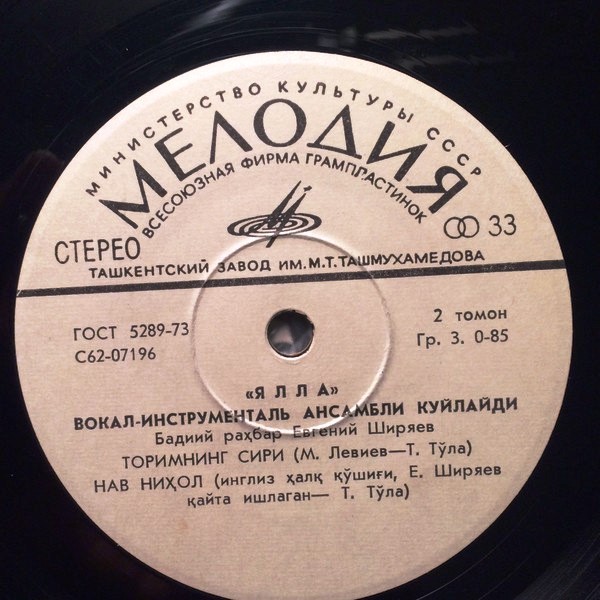 МИНИСТЕРСТВО КУЛЬТУРЫ СССР
МЕЛОДИЯ
ВСЕСОЮЗНАЯ ФИРМА ГРАМПЛАСТИНОК
СТЕРЕО
33
ТАШКЕНТСКИЙ ЗАВОД ИМ.М.Т.ТАШМУХАМЕДОВА
ГОСТ 5289-73
2 томон
С62-07196
Гр. 3. 0-85
«ЯЛЛА»
ВОКАЛ-ИНСТРУМЕНТАЛЬ АНСАМБЛИ КУЙЛАЙДИ
Бадиий раҳбар Евгений Ширяев
ТОРИМНИНГ СИРИ (М. Левиев—Т. Тўла)
НАВ НИҲОЛ (инглиз ҳалқ қўшиғи, Е. Ширяев
қайта ишлаган— Т. Тўла)